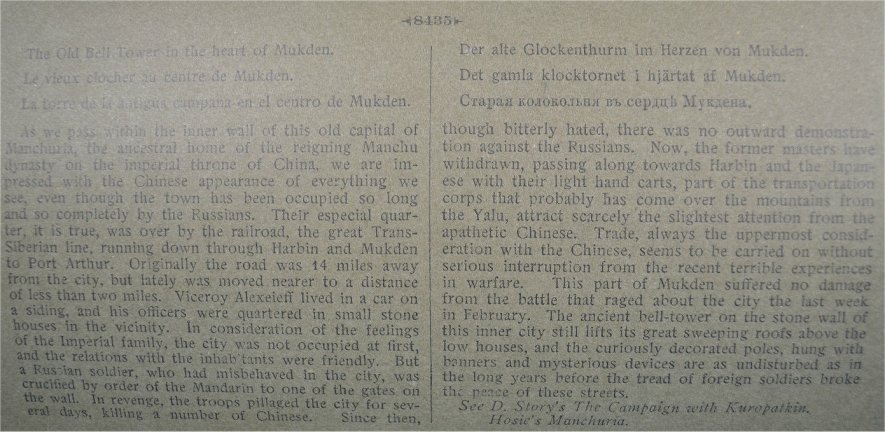 8435
The Old Bell Tower in the heart of Mukden.
Le vieux clocher au centre de Mukden.
La torre de la antigua campana en el centro de Mukden.
As we pass within the inner wall of this old capital of
Manchuria, the ancestral home of the reigning Manchu
dynasty on the imperial throne of China, we are im-
pressed with the Chinese appearance of everything we
see, even though the town has been occupied so long
and so completely by the Russians. Their especial quar-
ter, it is true, was over by the railroad, the great Trans-
Siberian line, running down through Harbin and Mukden
to Port Arthur. Originally the road was 14 miles away
from the city, but lately was moved nearer to a distance
of less than two miles. Viceroy Alexeieff lived in a car on
a siding, and his officers were quartered in small stone
houses in the vicinity. In consideration of the feelings
of the Imperial family, the city was not occupied at first,
and the relations with the inhab'tants were friendly. But
a Russian soldier, who had misbehaved in the city, was
crucified by order of the Mandarin to one of the gates on
the wall. In revenge, the troops pillaged the city for sev-
eral days, killing a number of Chinese. Since then,
Der alte Glockenthurm im Herzen von Mukden.
Det gamla klocktornet i hjärtat af Mukden.
Старая колокольня въ сердцѣ Мукдена.
though bitterly hated, there was no outward demonstra-
tion against the Russians. Now, the former masters have
withdrawn, passing along towards Harbin and the Japan-
ese with their light hand carts, part of the transportation
corps that probably has come over the mountains from
the Yalu, attract scarcely the slightest attention from the
apathetic Chinese. Trade, always the uppermost consid-
eration with the Chinese, seems to be carried on without
serious interruption from the recent terrible experiences
in warfare. This part of Mukden suffered no damage
from the battle that raged about the city the last week
in February. The ancient bell-tower on the stone wall of
this inner city still lifts its great sweeping roofs above the
low houses, and the curiously decorated poles, hung with
banners and mysterious devices are as undisturbed as in
the long years before the tread of foreign soldiers broke
the peace of these streets.
See D. Story's The Campaign with Kuropatkin.
Hosie's Manchuria.